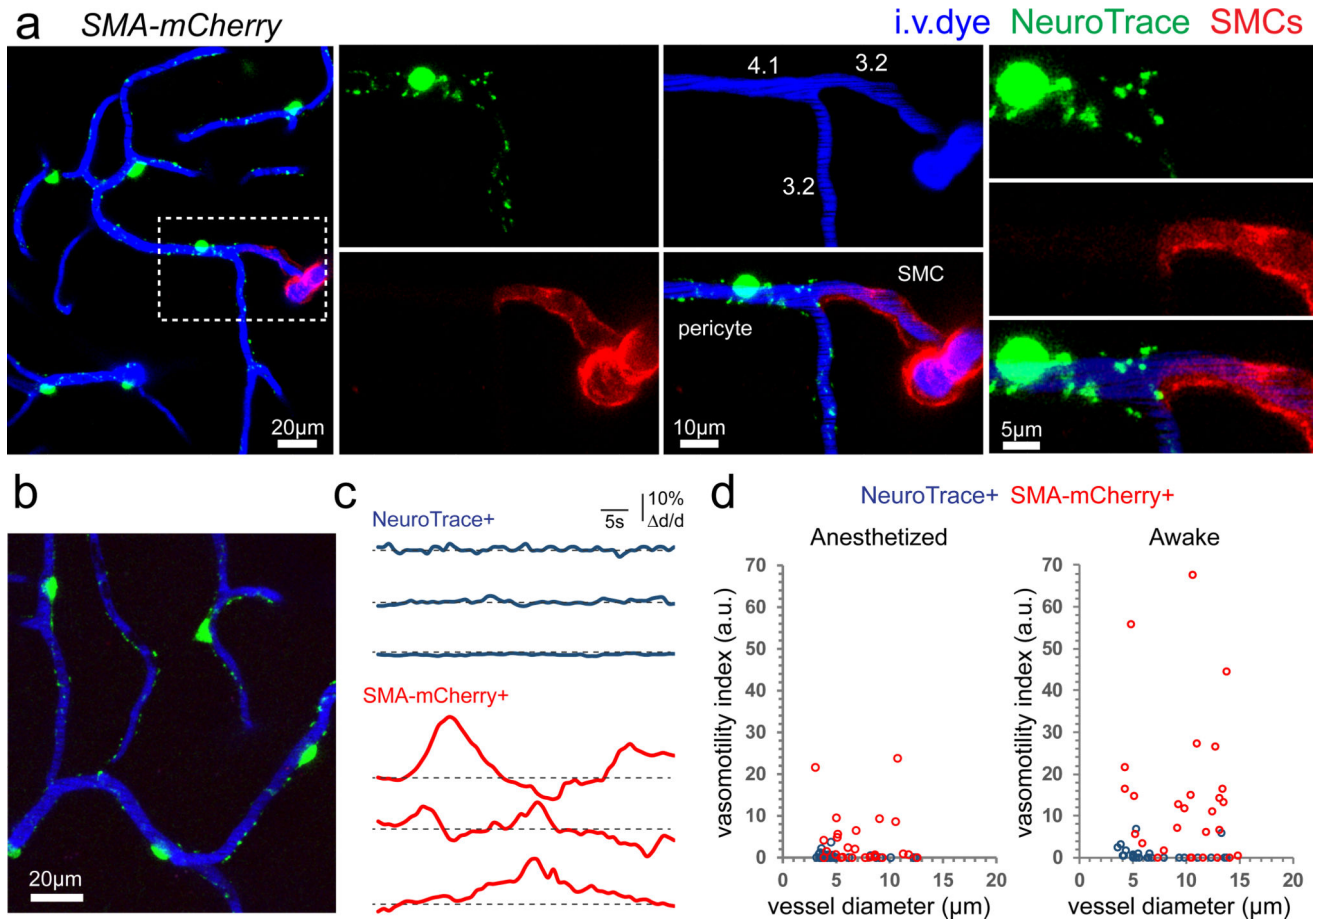 a SMA-mCherry i.v.dye NeuroTrace SMCs
4.1 3.2
3.2
SMC
pericyte
20µm
10µm
5µm
b
20µm
c
10%
Δd/d
5s
NeuroTrace+
SMA-mCherry+
d
NeuroTrace+ SMA-mCherry+
Anesthetized
vasomotility index (a.u.)
70
60
50
40
30
20
10
0
0 5 10 15 20
vessel diameter (µm)
Awake
vasomotility index (a.u.)
70
60
50
40
30
20
10
0
0 5 10 15 20
vessel diameter (µm)